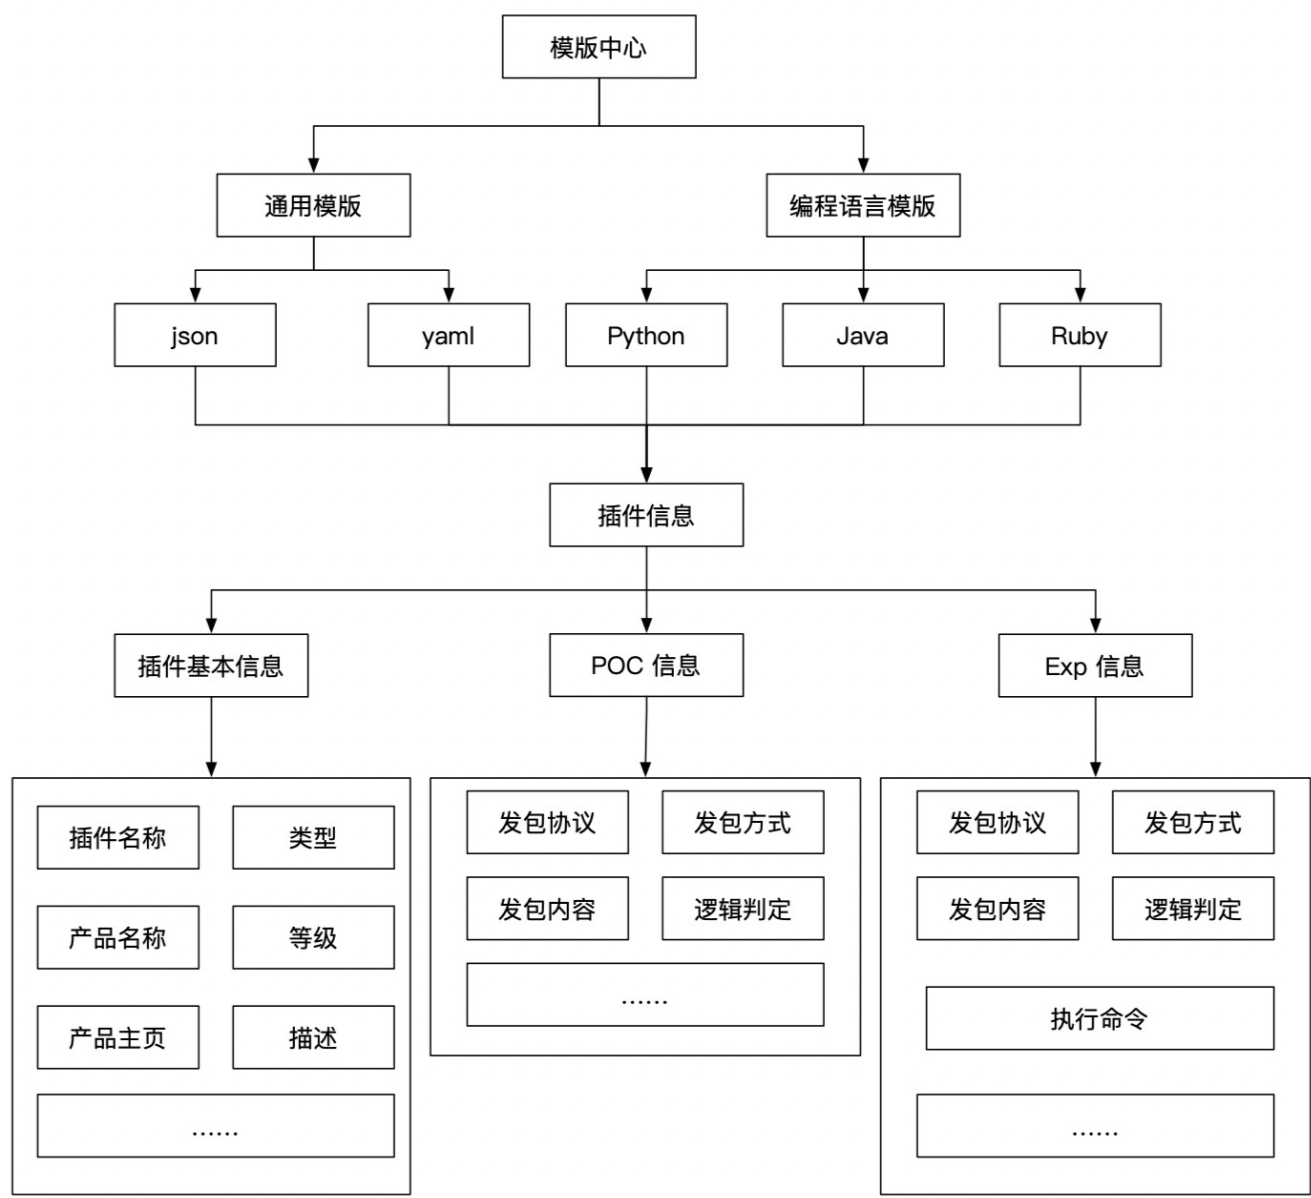 模版中心
通用模版
编程语言模版
json
yaml
Python
Java
Ruby
插件信息
插件基本信息
POC 信息
Exp 信息
插件名称
类型
产品名称
等级
产品主页
描述
......
发包协议
发包方式
发包内容
逻辑判定
......
发包协议
发包方式
发包内容
逻辑判定
执行命令
......